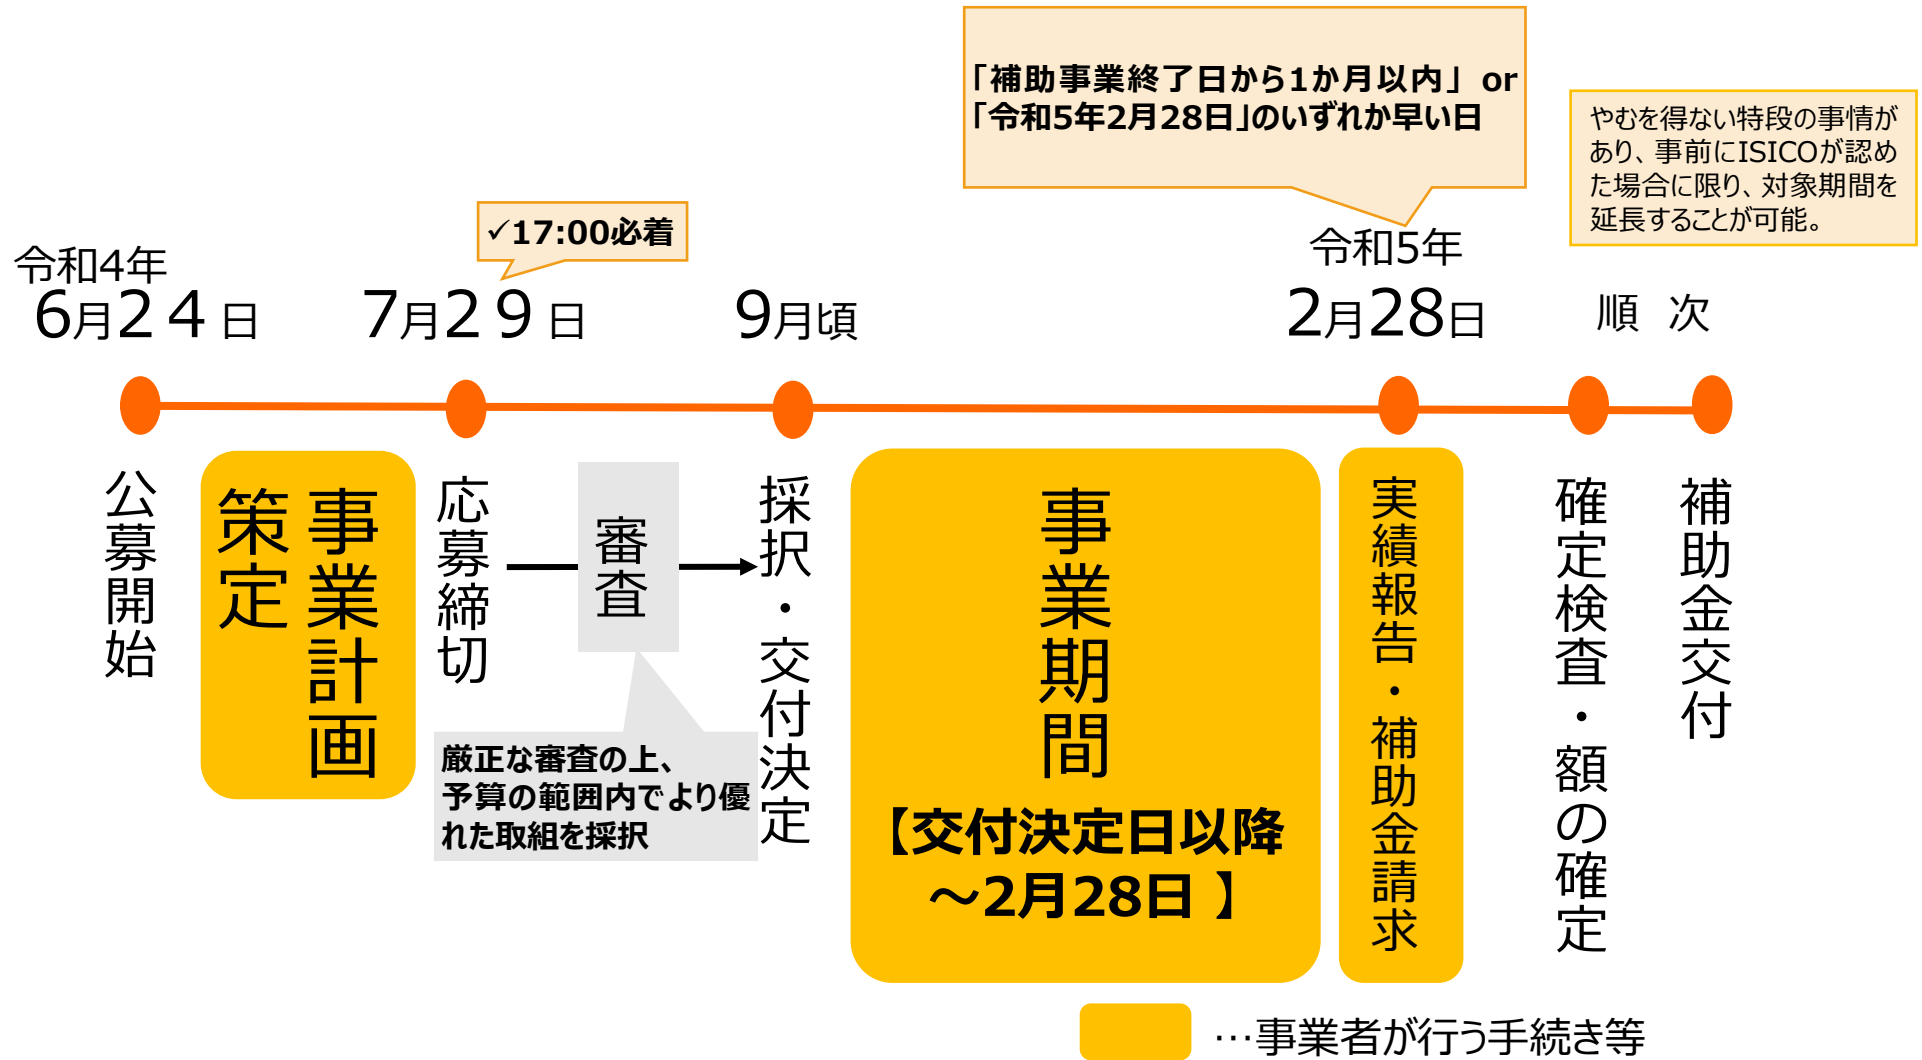 「補助事業終了日から1か月以内」 or
「令和5年2月28日」のいずれか早い日
やむを得ない特段の事情が
あり、事前にISICOが認め
た場合に限り、対象期間を
延長することが可能。
✓17:00必着
令和4年
6月２４日
7月２９日
9月頃
令和5年
2月28日
順 次
公募開始
事業計画
策定
応募締切
審査
採択・交付決定
事業期間
【交付決定日以降
～2月28日 】
実績報告・補助金請求
確定検査・額の確定
補助金交付
厳正な審査の上、
予算の範囲内でより優
れた取組を採択
…事業者が行う手続き等